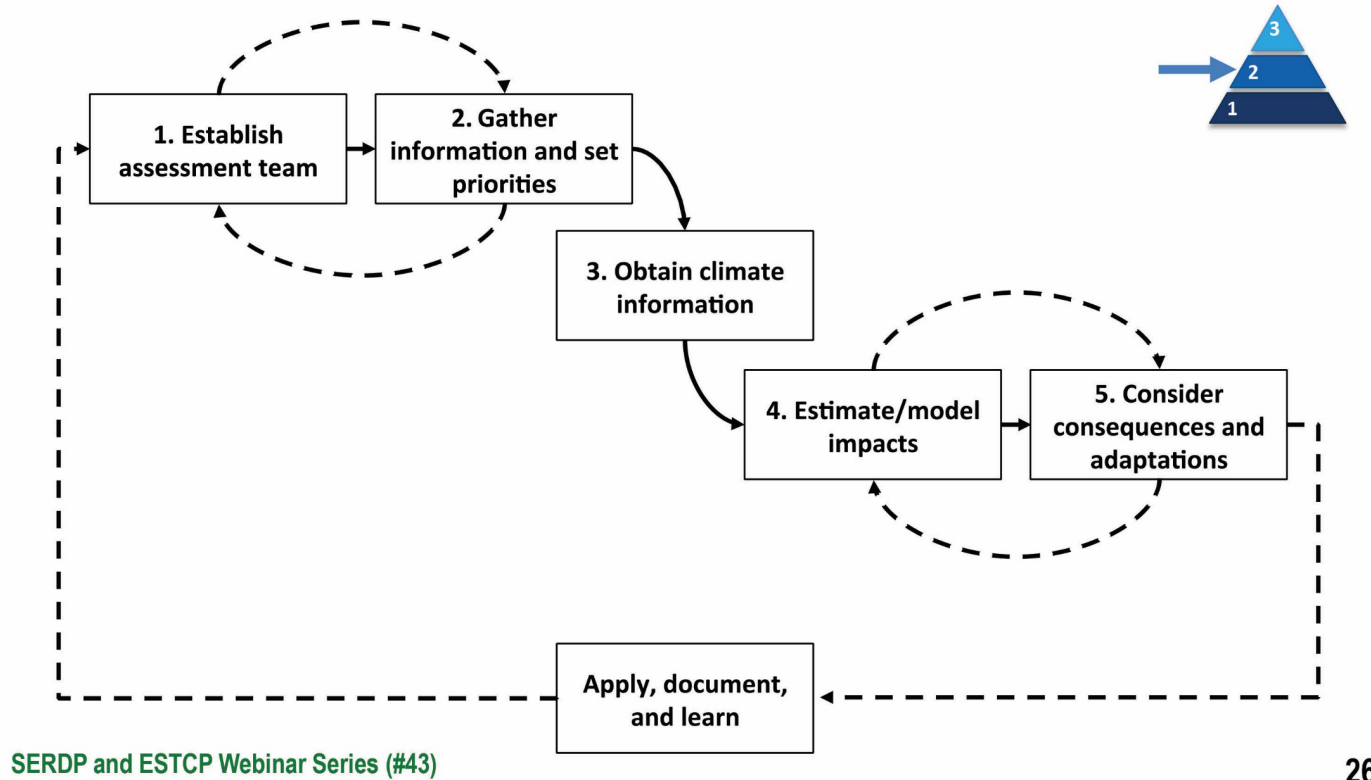 3
2
1
1. Establish
assessment team
2. Gather
information and set
priorities
3. Obtain climate
information
4. Estimate/model
impacts
5. Consider
consequences and
adaptations
Apply, document,
and learn
SERDP and ESTCP Webinar Series (#43)
26